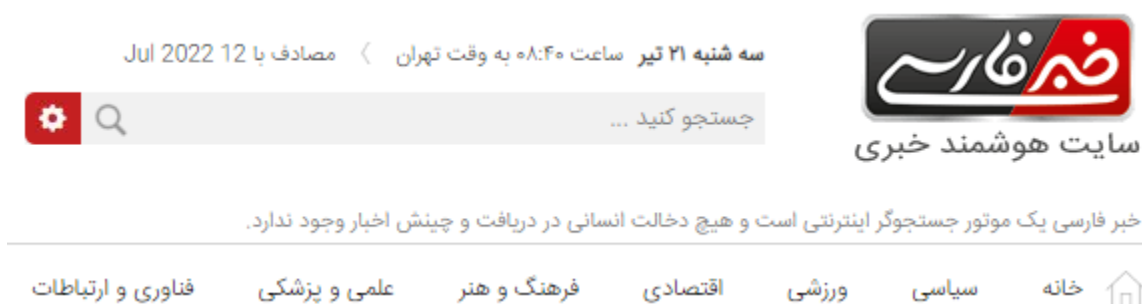 خبر فارسی
سایت هوشمند خبری
سه شنبه ۲۱ تیر ساعت ۰۸:۴۰ به وقت تهران 〉 مصادف با 12 Jul 2022
جستجو کنید ...
خبر فارسی یک موتور جستجوگر اینترنتی است و هیچ دخالت انسانی در دریافت و چینش اخبار وجود ندارد.
خانه سیاسی ورزشی اقتصادی فرهنگ و هنر علمی و پزشکی فناوری و ارتباطات